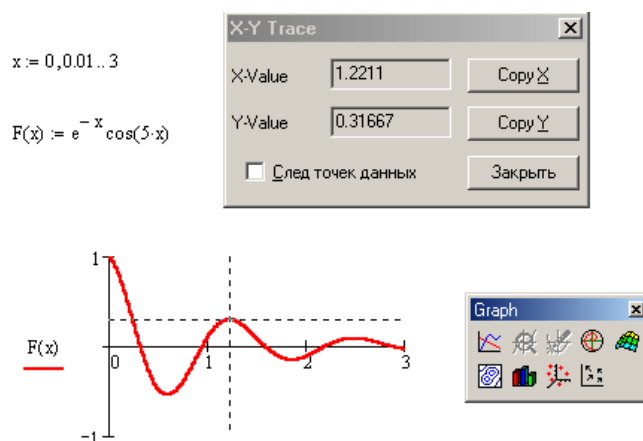 x := 0,0.01 .. 3
F(x) := e^{-x} cos(5·x)
X-Y Trace
X-Value 1.2211 Copy X
Y-Value 0.31667 Copy Y
След точек данных Закрыть
1
F(x)
0 1 2 3
−1
Graph